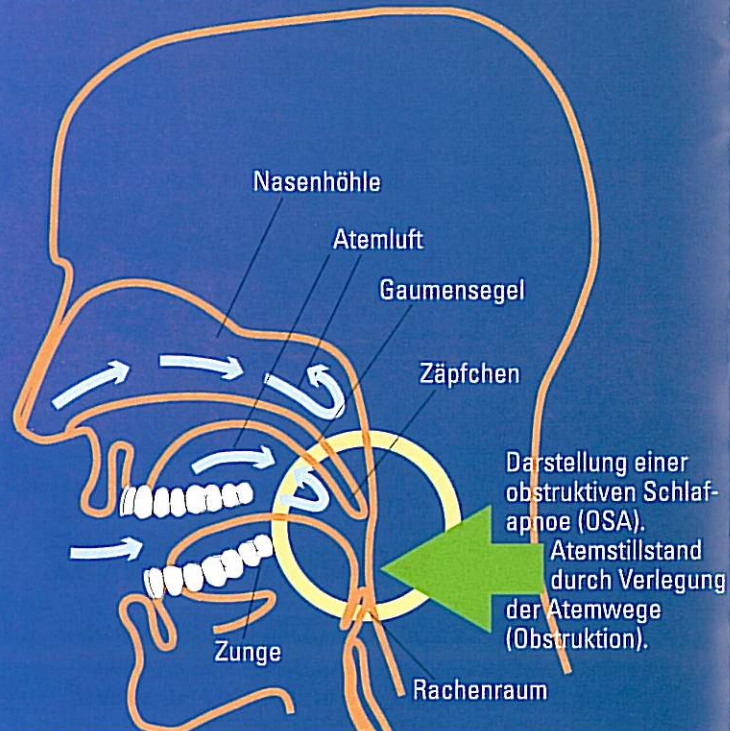 Nasenhöhle
Atemluft
Gaumensegel
Zäpfchen
Darstellung einer
obstruktiven Schlaf-
apnoe (OSA).
Atemstillstand
durch Verlegung
der Atemwege
(Obstruktion).
Zunge
Rachenraum